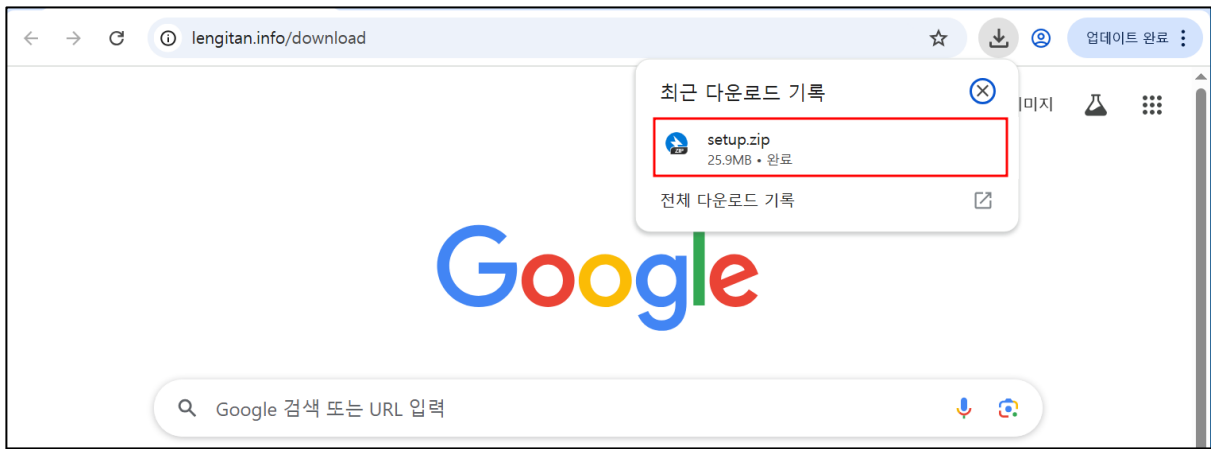 lengitan.info/download
업데이트 완료
최근 다운로드 기록
이미지
setup.zip
ZIP
25.9MB • 완료
전체 다운로드 기록
Google
Google 검색 또는 URL 입력